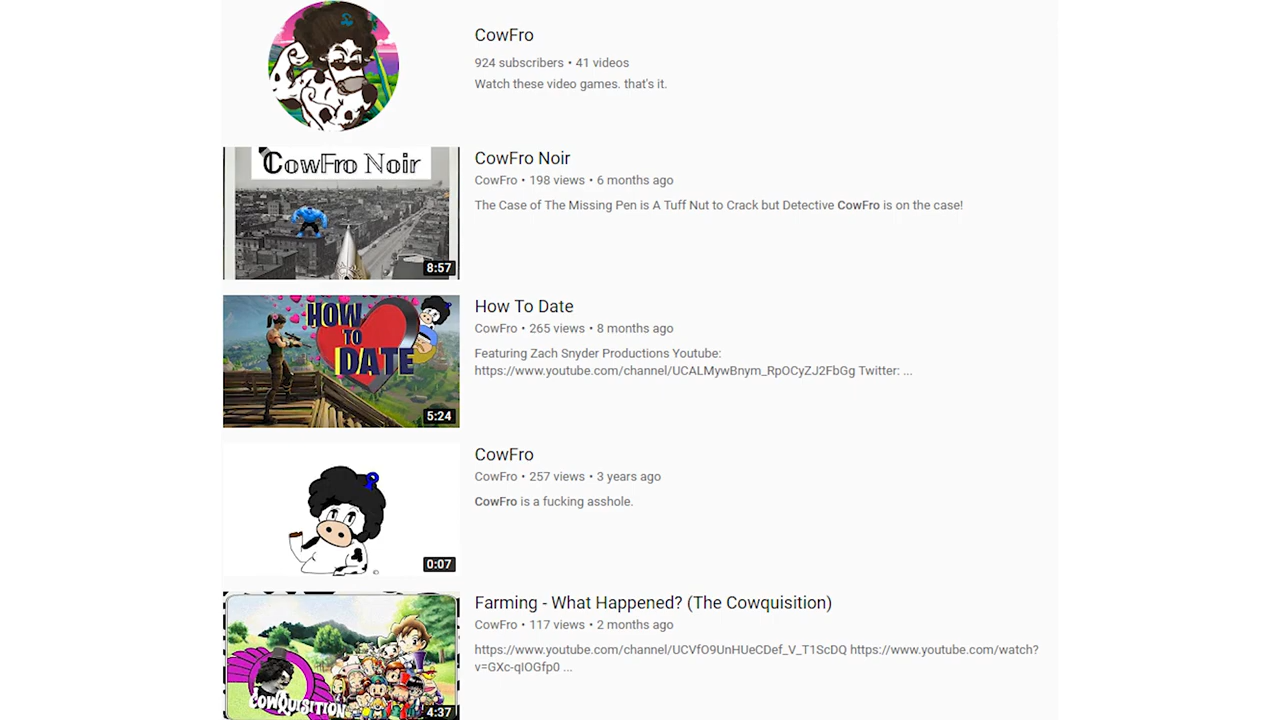 CowFro
924 subscribers • 41 videos
Watch these video games. that's it.
CowFro Noir
8:57
CowFro Noir
CowFro • 198 views • 6 months ago
The Case of The Missing Pen is A Tuff Nut to Crack but Detective CowFro is on the case!
HOW
TO
DATE
5:24
How To Date
CowFro • 265 views • 8 months ago
Featuring Zach Snyder Productions Youtube:
https://www.youtube.com/channel/UCALMywBnym_RpOCyZJ2FbGg Twitter: ...
0:07
CowFro
CowFro • 257 views • 3 years ago
CowFro is a fucking asshole.
COWQUISITION
4:37
Farming - What Happened? (The Cowquisition)
CowFro • 117 views • 2 months ago
https://www.youtube.com/channel/UCVfO9UnHUeCDef_V_T1ScDQ https://www.youtube.com/watch?
v=GXc-qIOGfp0 ...